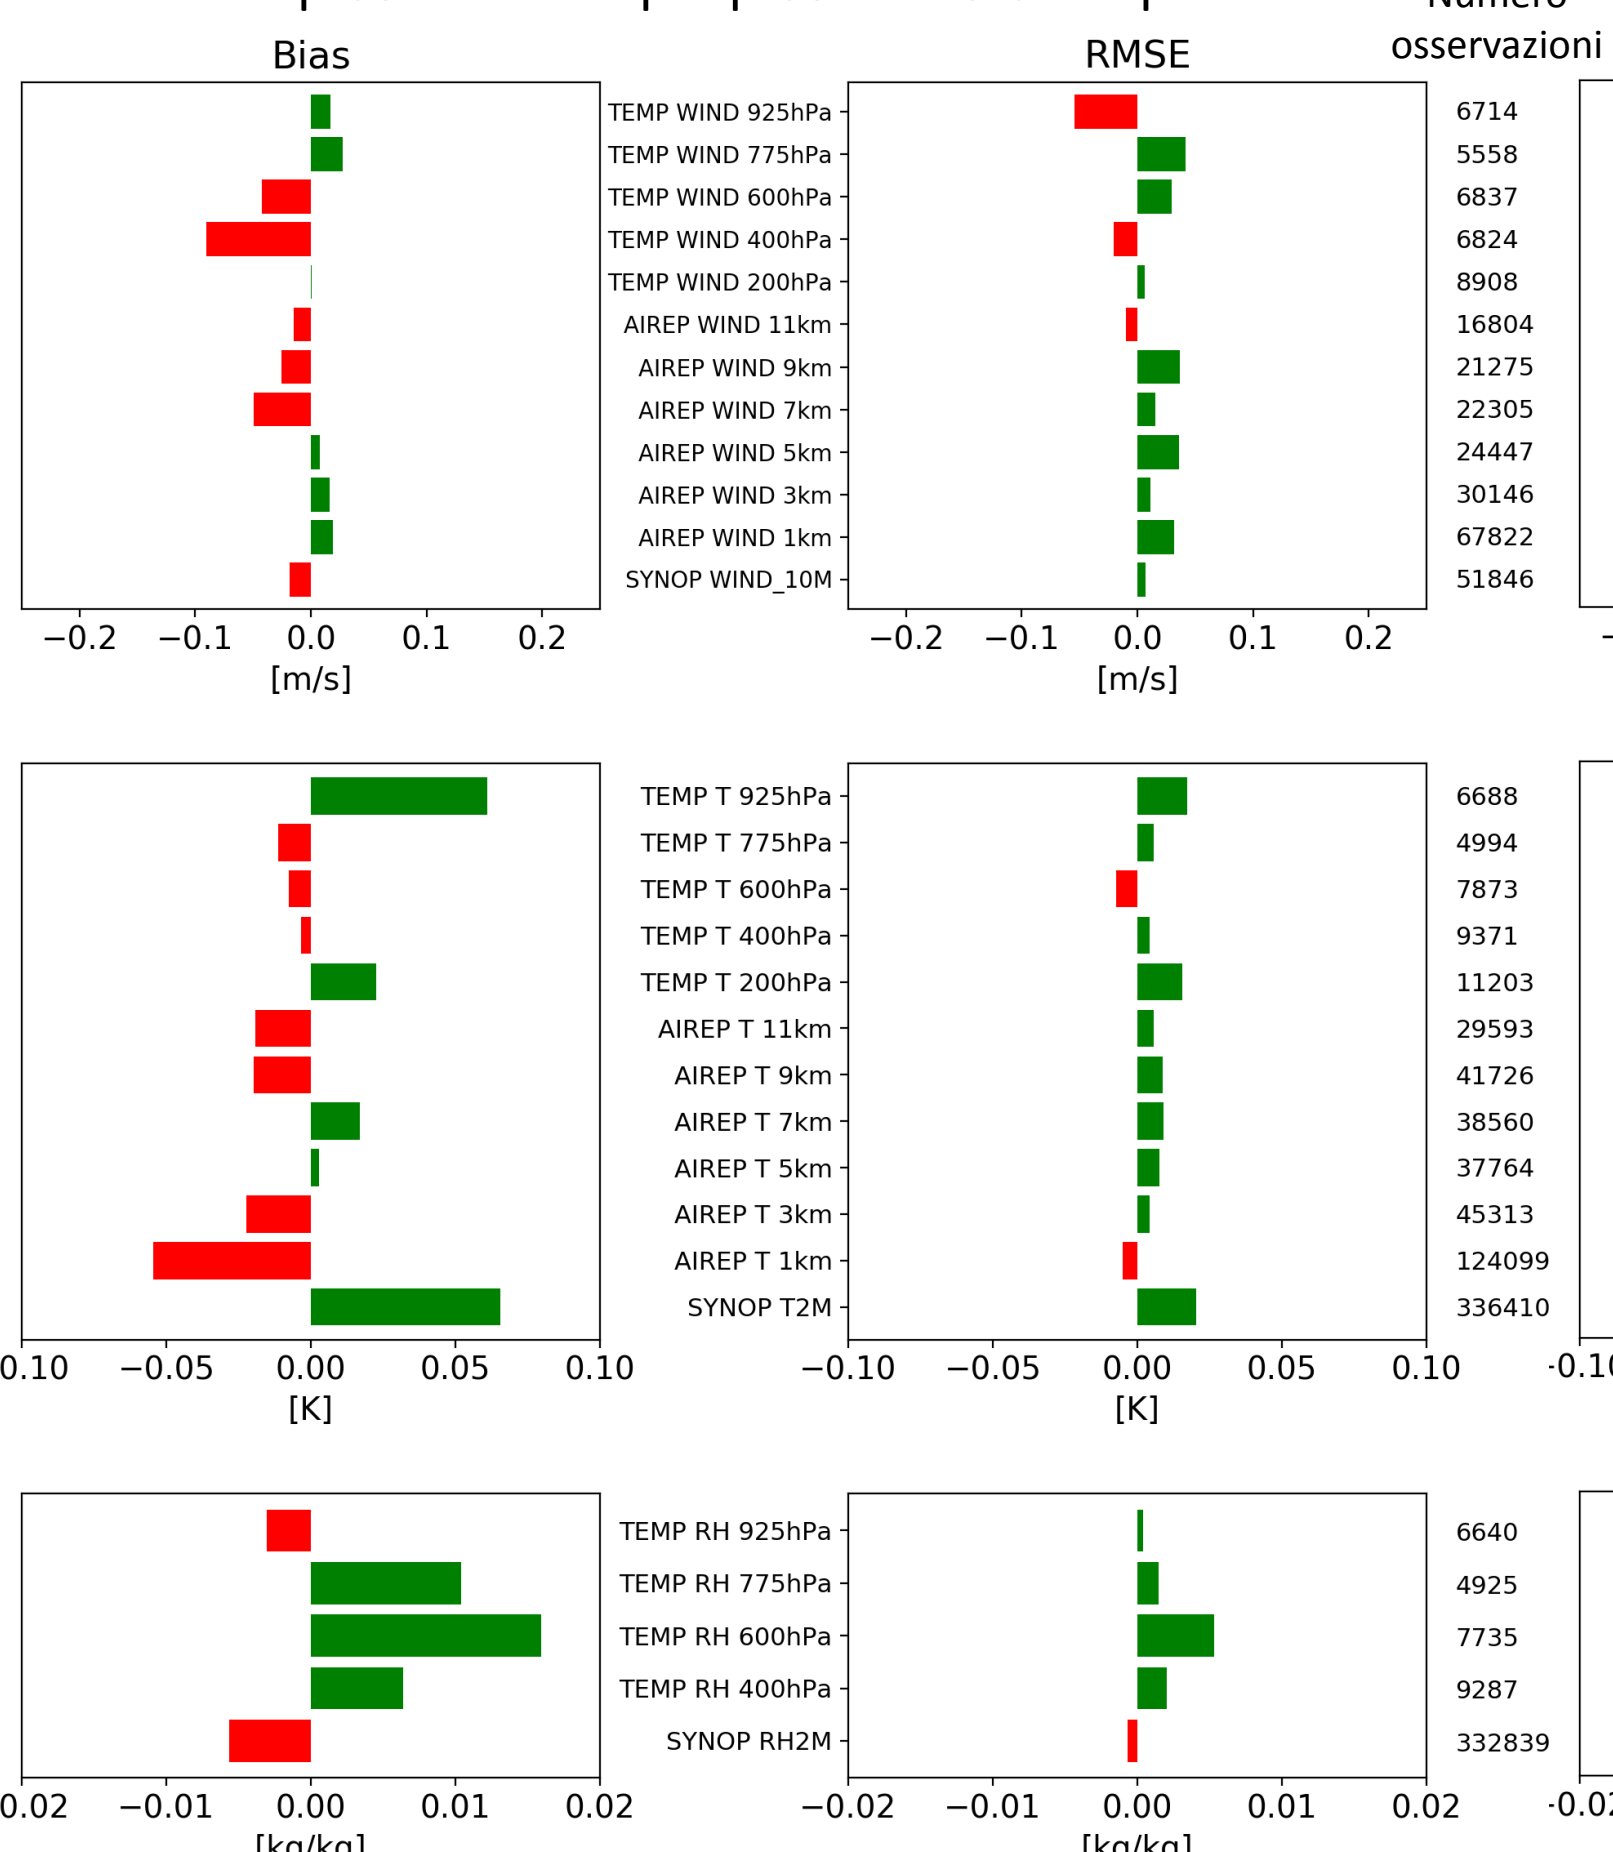 Numero
osservazioni
Bias
RMSE
TEMP WIND 925hPa 6714
TEMP WIND 775hPa 5558
TEMP WIND 600hPa 6837
TEMP WIND 400hPa 6824
TEMP WIND 200hPa 8908
AIREP WIND 11km 16804
AIREP WIND 9km 21275
AIREP WIND 7km 22305
AIREP WIND 5km 24447
AIREP WIND 3km 30146
AIREP WIND 1km 67822
SYNOP WIND_10M 51846
−0.2 −0.1 0.0 0.1 0.2 −0.2 −0.1 0.0 0.1 0.2
[m/s] [m/s]
TEMP T 925hPa 6688
TEMP T 775hPa 4994
TEMP T 600hPa 7873
TEMP T 400hPa 9371
TEMP T 200hPa 11203
AIREP T 11km 29593
AIREP T 9km 41726
AIREP T 7km 38560
AIREP T 5km 37764
AIREP T 3km 45313
AIREP T 1km 124099
SYNOP T2M 336410
0.10 −0.05 0.00 0.05 0.10 −0.10 −0.05 0.00 0.05 0.10
[K] [K]
TEMP RH 925hPa 6640
TEMP RH 775hPa 4925
TEMP RH 600hPa 7735
TEMP RH 400hPa 9287
SYNOP RH2M 332839
0.02 −0.01 0.00 0.01 0.02 −0.02 −0.01 0.00 0.01 0.02
[kg/kg] [kg/kg]